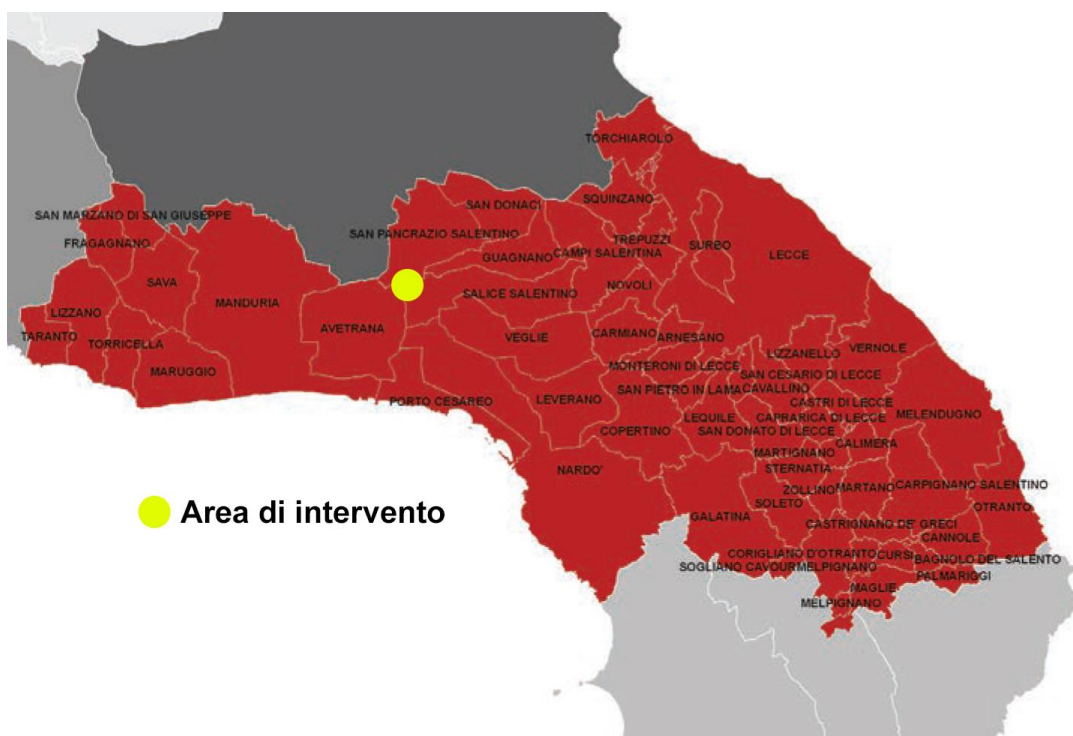 TORCHIAROLO
SAN DONACI
SQUINZANO
SAN MARZANO DI SAN GIUSEPPE
SAN PANCRAZIO SALENTINO
FRAGAGNANO
TREPUZZI
SURBO
GUAGNANO
CAMPI SALENTINA
LECCE
SAVA
MANDURIA
SALICE SALENTINO
NOVOLI
LIZZANO
AVETRANA
TARANTO
TORRICELLA
VEGLIE
CARMIANO
ARNESANO
MARUGGIO
LIZZANELLO
VERNOLE
MONTERONI DI LECCE
SAN CESARIO DI LECCE
SAN PIETRO IN LAMA
CAVALLINO
PORTO CESAREO
LEVERANO
CASTRI DI LECCE
LEQUILE
CAPRARICA DI LECCE
MELENDUGNO
COPERTINO
SAN DONATO DI LECCE
CALIMERA
MARTIGNANO
NARDO'
STERNATIA
ZOLLINO
MARTANO
CARPIGNANO SALENTINO
SOLETO
OTRANTO
Area di intervento
GALATINA
CASTRIGNANO DE' GRECI
CANNOLE
CORIGLIANO D'OTRANTO
CURSI
BAGNOLO DEL SALENTO
SOGLIANO CAVOUR
MELPIGNANO
PALMARIGGI
MAGLIE
MELPIGNANO